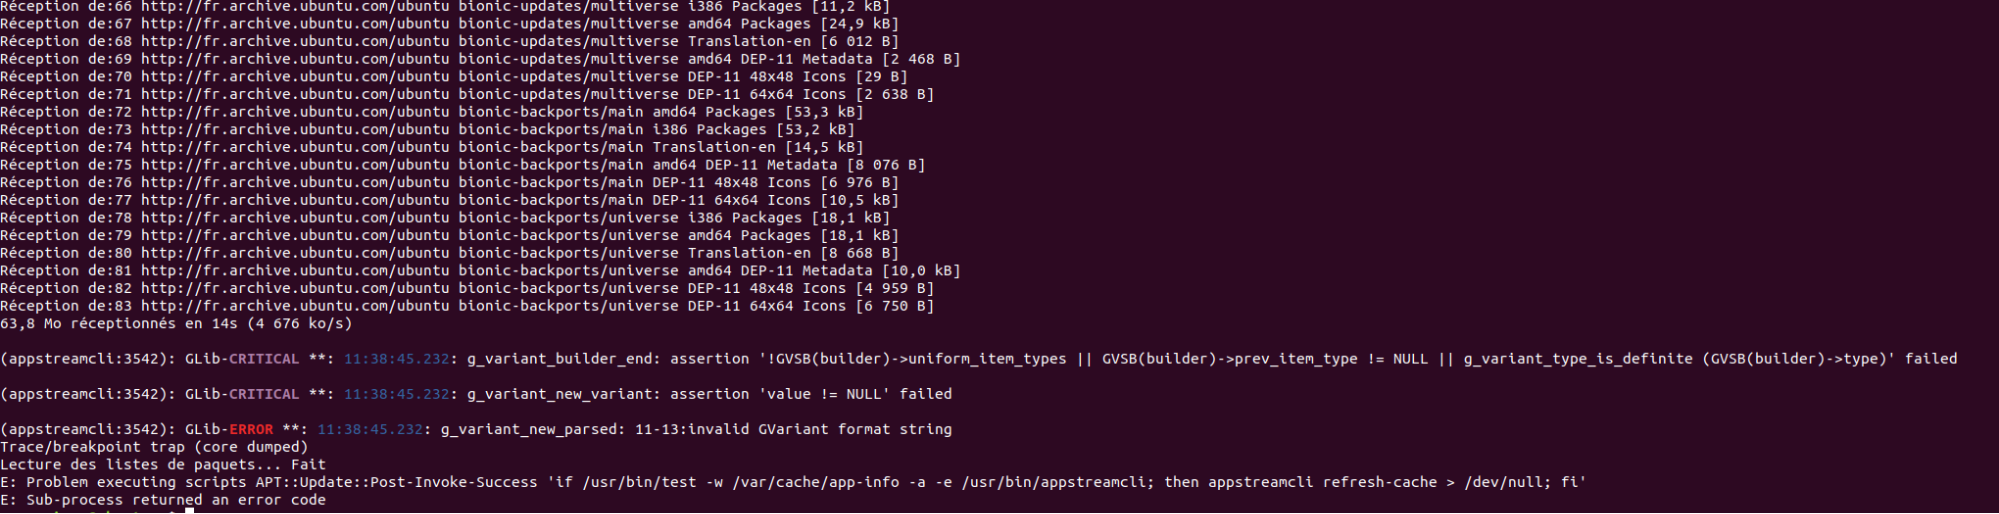 Réception de:66 http://fr.archive.ubuntu.com/ubuntu bionic-updates/multiverse i386 Packages [11,2 kB]
Réception de:67 http://fr.archive.ubuntu.com/ubuntu bionic-updates/multiverse amd64 Packages [24,9 kB]
Réception de:68 http://fr.archive.ubuntu.com/ubuntu bionic-updates/multiverse Translation-en [6 012 B]
Réception de:69 http://fr.archive.ubuntu.com/ubuntu bionic-updates/multiverse amd64 DEP-11 Metadata [2 468 B]
Réception de:70 http://fr.archive.ubuntu.com/ubuntu bionic-updates/multiverse DEP-11 48x48 Icons [29 B]
Réception de:71 http://fr.archive.ubuntu.com/ubuntu bionic-updates/multiverse DEP-11 64x64 Icons [2 638 B]
Réception de:72 http://fr.archive.ubuntu.com/ubuntu bionic-backports/main amd64 Packages [53,3 kB]
Réception de:73 http://fr.archive.ubuntu.com/ubuntu bionic-backports/main i386 Packages [53,2 kB]
Réception de:74 http://fr.archive.ubuntu.com/ubuntu bionic-backports/main Translation-en [14,5 kB]
Réception de:75 http://fr.archive.ubuntu.com/ubuntu bionic-backports/main amd64 DEP-11 Metadata [8 076 B]
Réception de:76 http://fr.archive.ubuntu.com/ubuntu bionic-backports/main DEP-11 48x48 Icons [6 976 B]
Réception de:77 http://fr.archive.ubuntu.com/ubuntu bionic-backports/main DEP-11 64x64 Icons [10,5 kB]
Réception de:78 http://fr.archive.ubuntu.com/ubuntu bionic-backports/universe i386 Packages [18,1 kB]
Réception de:79 http://fr.archive.ubuntu.com/ubuntu bionic-backports/universe amd64 Packages [18,1 kB]
Réception de:80 http://fr.archive.ubuntu.com/ubuntu bionic-backports/universe Translation-en [8 668 B]
Réception de:81 http://fr.archive.ubuntu.com/ubuntu bionic-backports/universe amd64 DEP-11 Metadata [10,0 kB]
Réception de:82 http://fr.archive.ubuntu.com/ubuntu bionic-backports/universe DEP-11 48x48 Icons [4 959 B]
Réception de:83 http://fr.archive.ubuntu.com/ubuntu bionic-backports/universe DEP-11 64x64 Icons [6 750 B]
63,8 Mo réceptionnés en 14s (4 676 ko/s)
(appstreamcli:3542): GLib-CRITICAL **: 11:38:45.232: g_variant_builder_end: assertion '!GVSB(builder)->uniform_item_types || GVSB(builder)->prev_item_type != NULL || g_variant_type_is_definite (GVSB(builder)->type)' failed
(appstreamcli:3542): GLib-CRITICAL **: 11:38:45.232: g_variant_new_variant: assertion 'value != NULL' failed
(appstreamcli:3542): GLib-ERROR **: 11:38:45.232: g_variant_new_parsed: 11-13:invalid GVariant format string
Trace/breakpoint trap (core dumped)
Lecture des listes de paquets... Fait
E: Problem executing scripts APT::Update::Post-Invoke-Success 'if /usr/bin/test -w /var/cache/app-info -a -e /usr/bin/appstreamcli; then appstreamcli refresh-cache > /dev/null; fi'
E: Sub-process returned an error code